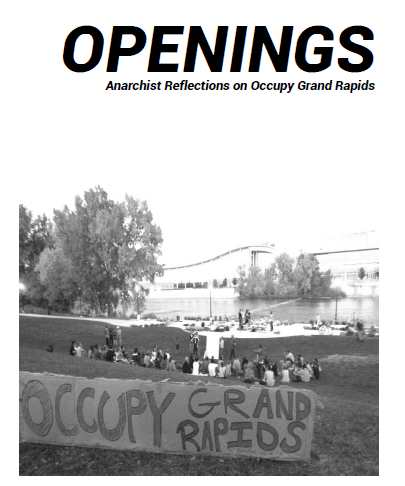 OPENINGS
Anarchist Reflections on Occupy Grand Rapids
OCCUPY GRAND
RAPIDS